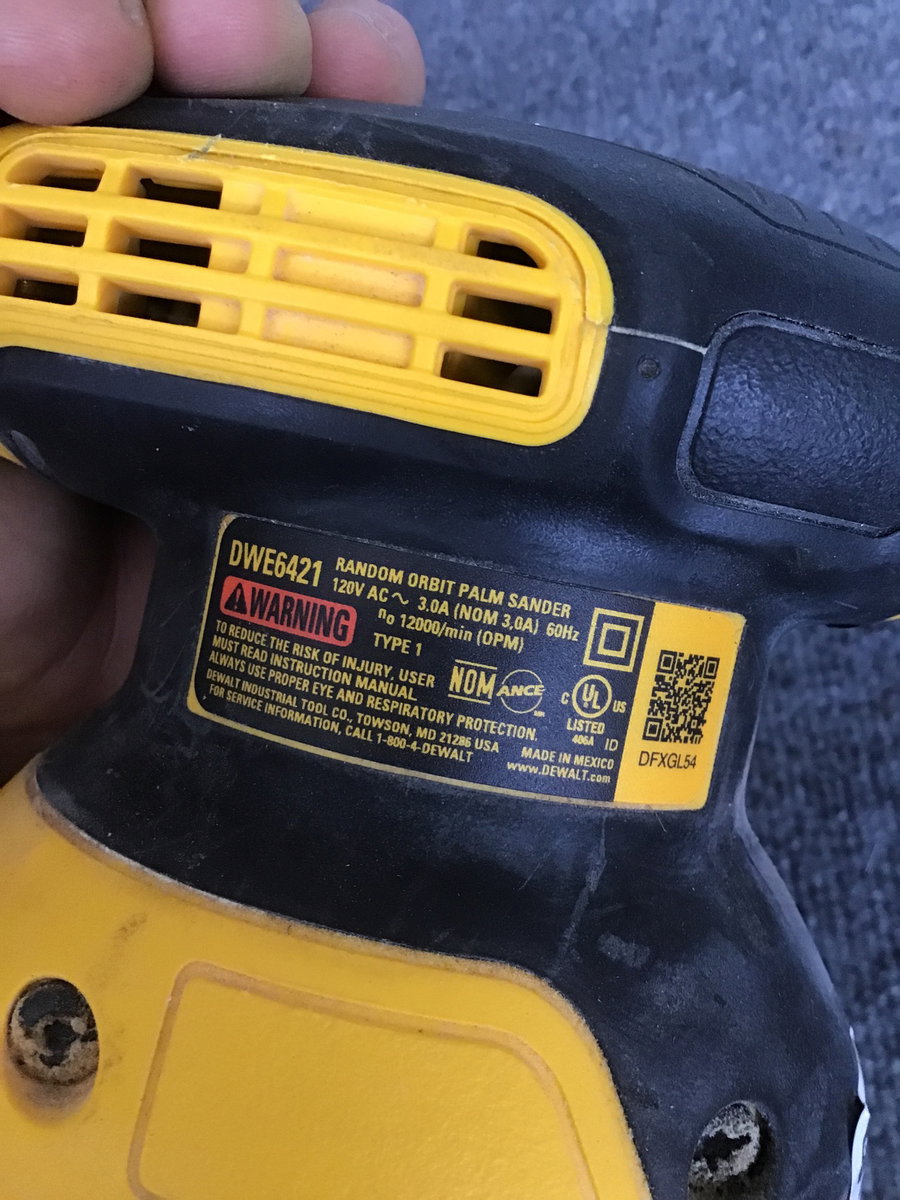 DWE6421
RANDOM ORBIT PALM SANDER
120V AC ~ 3.0A (NOM 3,0A) 60Hz
n₀ 12000/min (OPM)
TYPE 1
WARNING
TO REDUCE THE RISK OF INJURY, USER
MUST READ INSTRUCTION MANUAL.
ALWAYS USE PROPER EYE AND RESPIRATORY PROTECTION.
DEWALT INDUSTRIAL TOOL CO., TOWSON, MD 21286 USA
FOR SERVICE INFORMATION, CALL 1-800-4-DEWALT
NOM
ANCE
C UL US
LISTED
406A ID
MADE IN MEXICO
www.DEWALT.com
DFXGL54